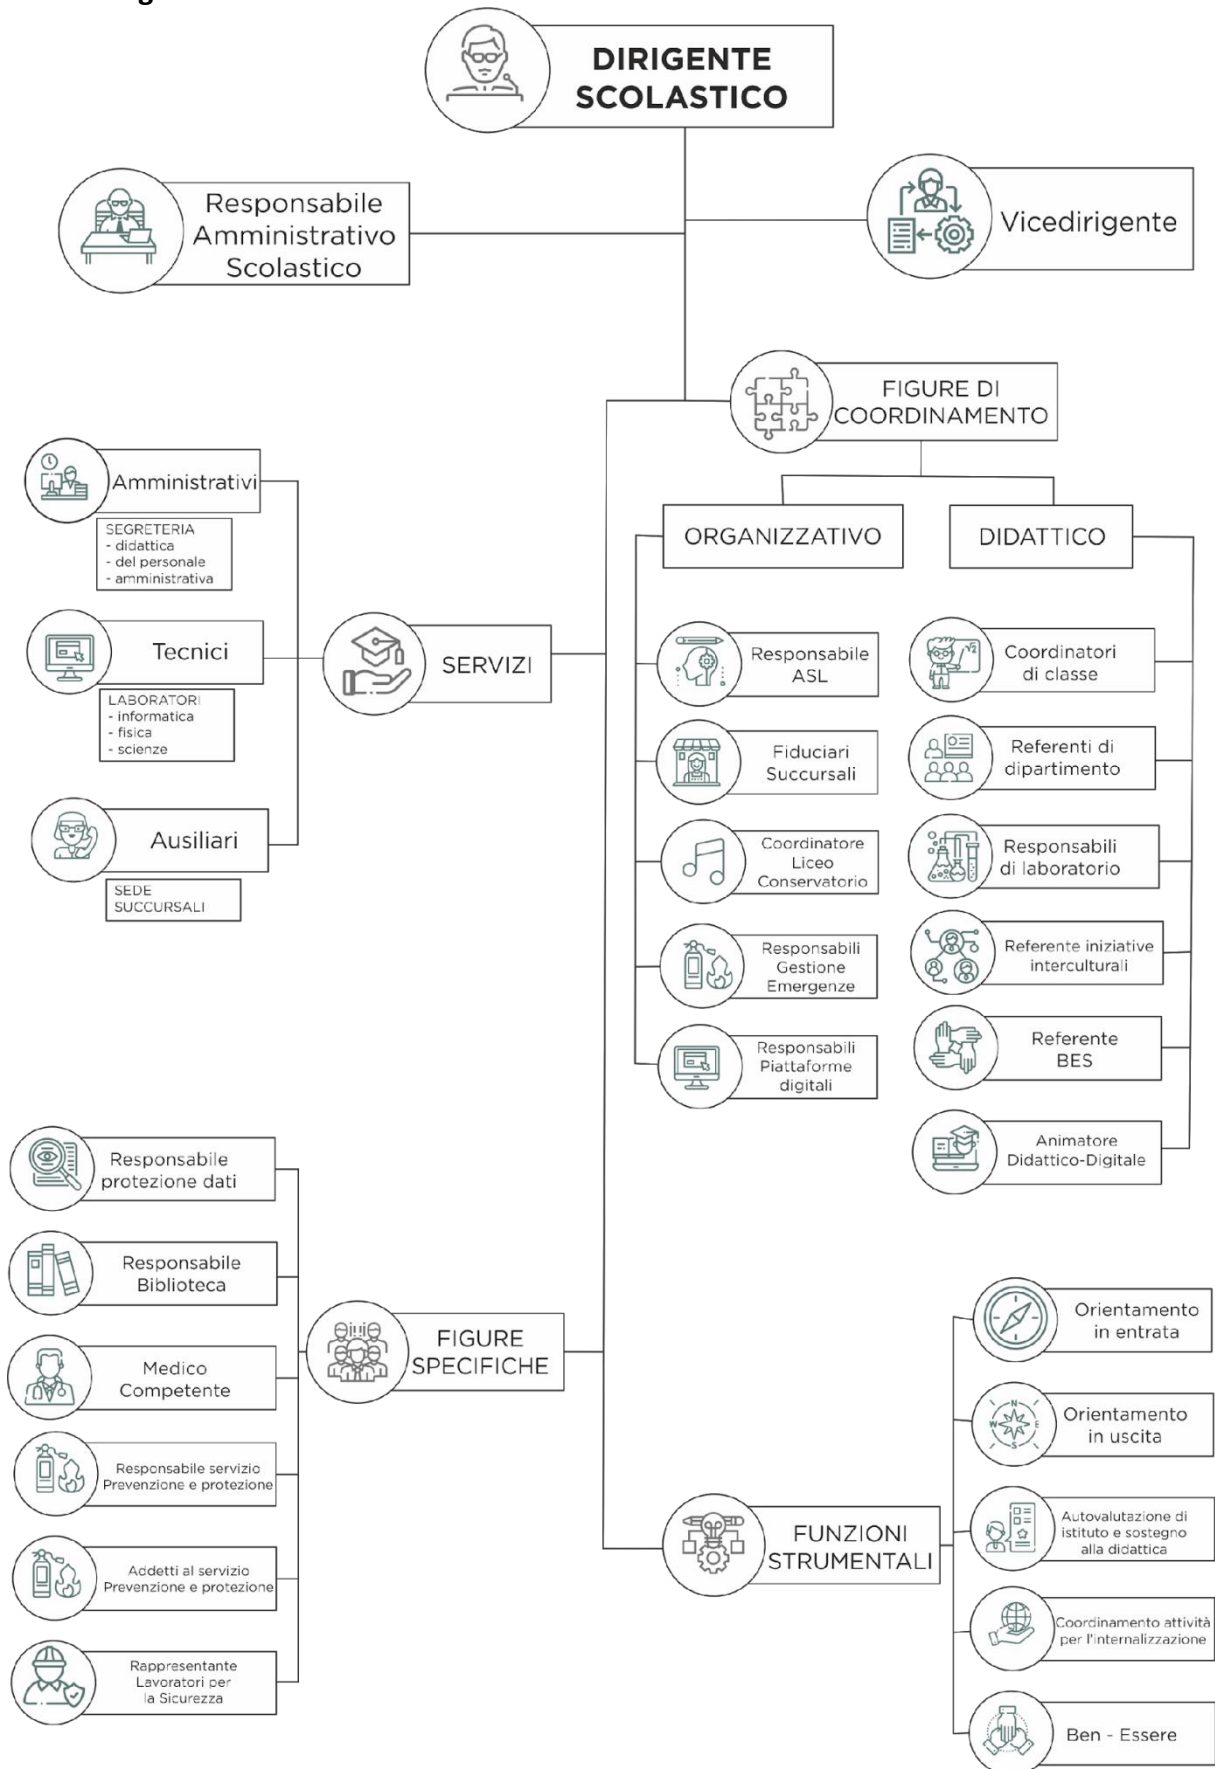 DIRIGENTE
SCOLASTICO
Responsabile
Amministrativo
Scolastico
Vicedirigente
FIGURE DI
COORDINAMENTO
Amministrativi
SEGRETERIA
- didattica
- del personale
- amministrativa
Tecnici
LABORATORI
- informatica
- fisica
- scienze
Ausiliari
SEDE
SUCCURSALI
SERVIZI
ORGANIZZATIVO
Responsabile
ASL
Fiduciari
Succursali
Coordinatore
Liceo
Conservatorio
Responsabili
Gestione
Emergenze
Responsabili
Piattaforme
digitali
DIDATTICO
√2
Coordinatori
di classe
Referenti di
dipartimento
Responsabili
di laboratorio
Referente iniziative
interculturali
Referente
BES
Animatore
Didattico-Digitale
Responsabile
protezione dati
Responsabile
Biblioteca
Medico
Competente
Responsabile servizio
Prevenzione e protezione
Addetti al servizio
Prevenzione e protezione
Rappresentante
Lavoratori per
la Sicurezza
FIGURE
SPECIFICHE
FUNZIONI
STRUMENTALI
Orientamento
in entrata
N
W E
S
Orientamento
in uscita
Autovalutazione di
istituto e sostegno
alla didattica
Coordinamento attività
per l'internalizzazione
Ben - Essere